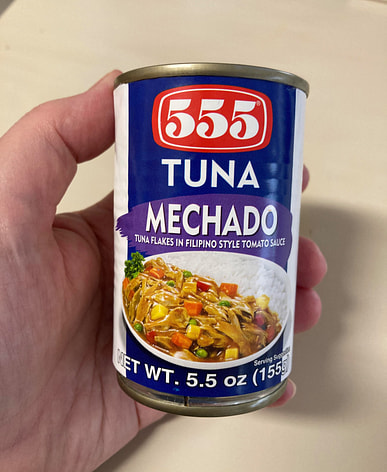 555®
TUNA
MECHADO
TUNA FLAKES IN FILIPINO STYLE TOMATO SAUCE
Serving Suggestion
NET WT. 5.5 oz (155g)